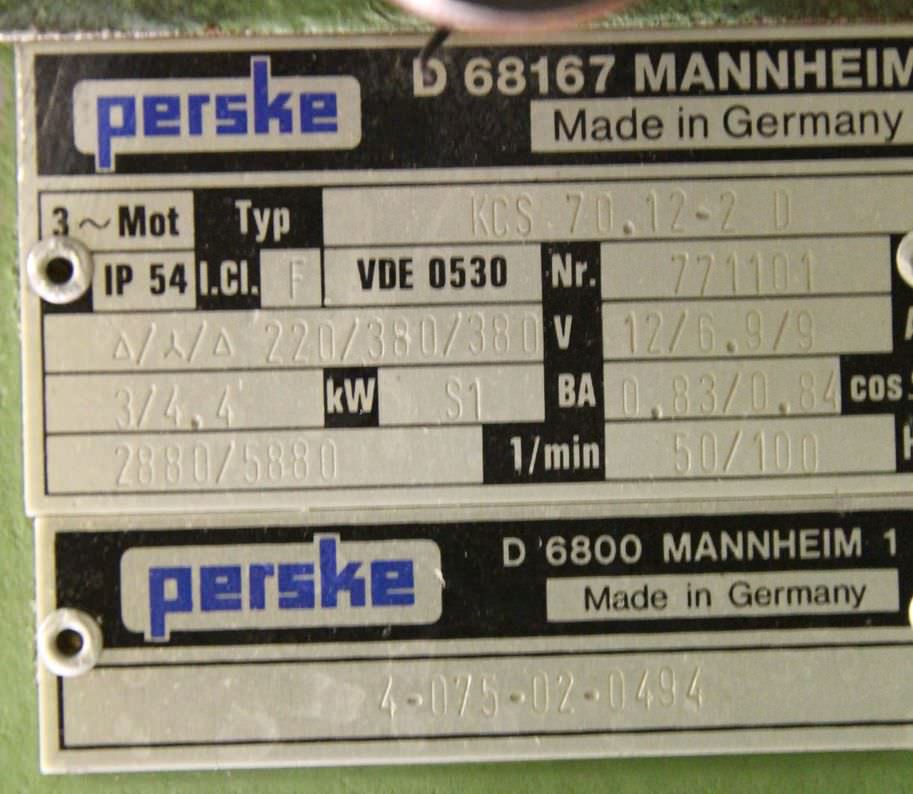 perske D 68167 MANNHEIM
Made in Germany
3 ~ Mot Typ KCS 70.12-2 D
IP 54 I.Cl. F VDE 0530 Nr. 771101
Δ/⅄/Δ 220/380/380 V 12/6.9/9 A
3/4.4 kW S1 BA 0.83/0.84 cos
2880/5880 1/min 50/100 H
perske D 6800 MANNHEIM 1
Made in Germany
4-075-02-0494